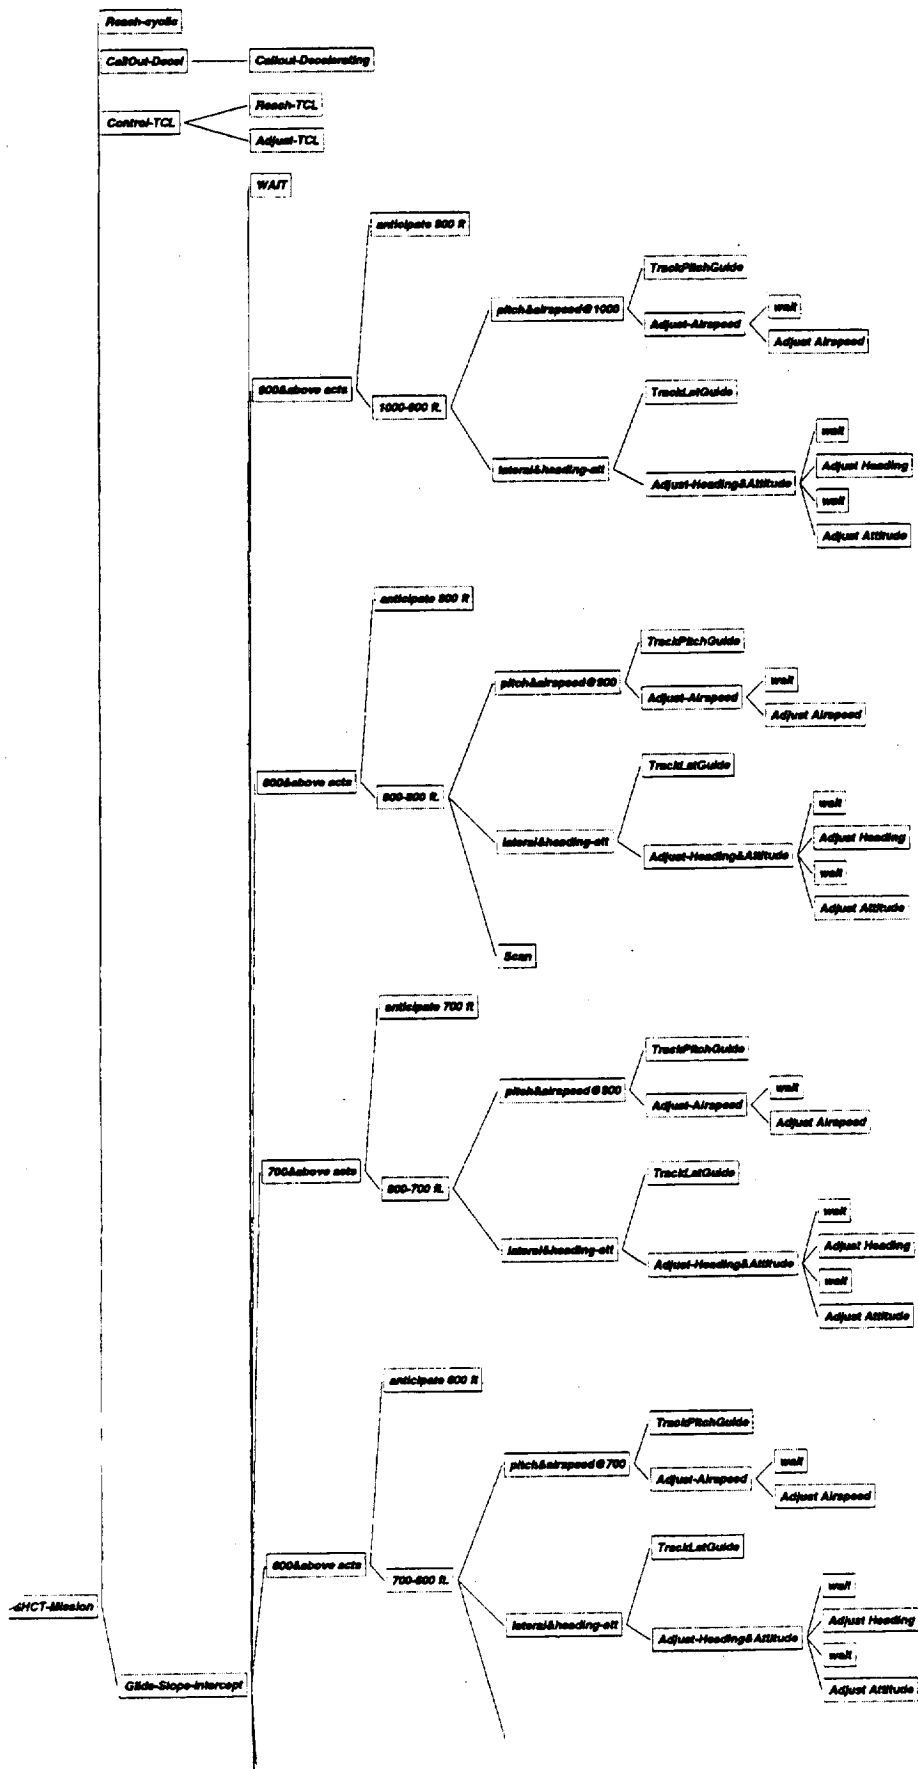 Reach-cyclic
CallOut-Decel
Callout-Decelerating
Reach-TCL
Control-TCL
Adjust-TCL
WAIT
anticipate 900 ft
TrackPitchGuide
pitch&airspeed@1000
wait
Adjust-Airspeed
Adjust Airspeed
900&above acts
TrackLatGuide
1000-900 ft.
wait
lateral&heading-att
Adjust Heading
Adjust-Heading&Attitude
wait
Adjust Attitude
anticipate 800 ft
TrackPitchGuide
pitch&airspeed@900
wait
Adjust-Airspeed
Adjust Airspeed
TrackLatGuide
800&above acts
900-800 ft.
wait
lateral&heading-att
Adjust Heading
Adjust-Heading&Attitude
wait
Adjust Attitude
Scan
anticipate 700 ft
TrackPitchGuide
pitch&airspeed@800
wait
Adjust-Airspeed
Adjust Airspeed
700&above acts
TrackLatGuide
800-700 ft.
wait
lateral&heading-att
Adjust Heading
Adjust-Heading&Attitude
wait
Adjust Attitude
anticipate 600 ft
TrackPitchGuide
pitch&airspeed@700
wait
Adjust-Airspeed
Adjust Airspeed
TrackLatGuide
600&above acts
700-600 ft.
wait
HCT-Mission
Adjust Heading
lateral&heading-att
Adjust-Heading&Attitude
wait
Glide-Slope-Intercept
Adjust Attitude